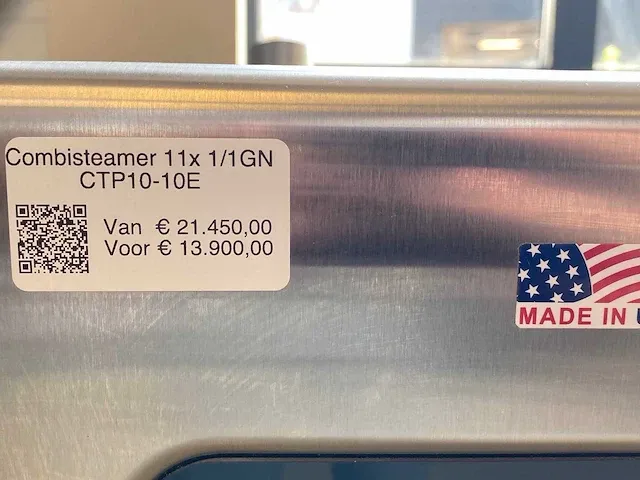 Combisteamer 11x 1/1GN
CTP10-10E
Van € 21.450,00
Voor € 13.900,00
MADE IN